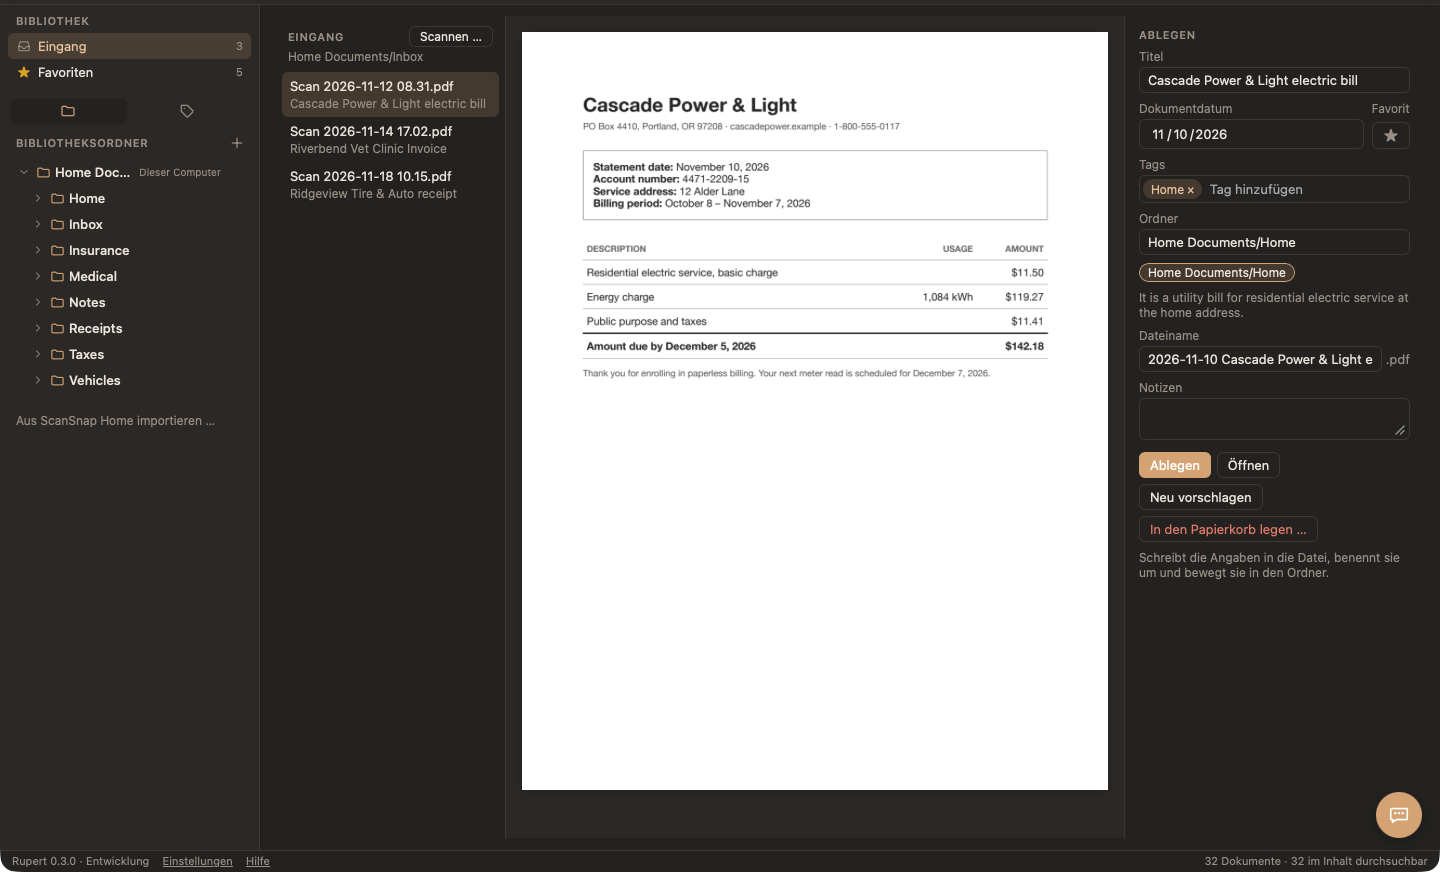 BIBLIOTHEK
Eingang 3
Favoriten 5
BIBLIOTHEKSORDNER
Home Doc... Dieser Computer
Home
Inbox
Insurance
Medical
Notes
Receipts
Taxes
Vehicles
Aus ScanSnap Home importieren ...
EINGANG
Scannen ...
Home Documents/Inbox
Scan 2026-11-12 08.31.pdf
Cascade Power & Light electric bill
Scan 2026-11-14 17.02.pdf
Riverbend Vet Clinic Invoice
Scan 2026-11-18 10.15.pdf
Ridgeview Tire & Auto receipt
Cascade Power & Light
PO Box 4410, Portland, OR 97208 · cascadepower.example · 1-800-555-0117
Statement date: November 10, 2026
Account number: 4471-2209-15
Service address: 12 Alder Lane
Billing period: October 8 – November 7, 2026
DESCRIPTION USAGE AMOUNT
Residential electric service, basic charge $11.50
Energy charge 1,084 kWh $119.27
Public purpose and taxes $11.41
Amount due by December 5, 2026 $142.18
Thank you for enrolling in paperless billing. Your next meter read is scheduled for December 7, 2026.
ABLEGEN
Titel
Cascade Power & Light electric bill
Dokumentdatum Favorit
11/10/2026
Tags
Home × Tag hinzufügen
Ordner
Home Documents/Home
Home Documents/Home
It is a utility bill for residential electric service at
the home address.
Dateiname
2026-11-10 Cascade Power & Light e .pdf
Notizen
Ablegen Öffnen
Neu vorschlagen
In den Papierkorb legen ...
Schreibt die Angaben in die Datei, benennt sie
um und bewegt sie in den Ordner.
Rupert 0.3.0 · Entwicklung Einstellungen Hilfe
32 Dokumente · 32 im Inhalt durchsuchbar